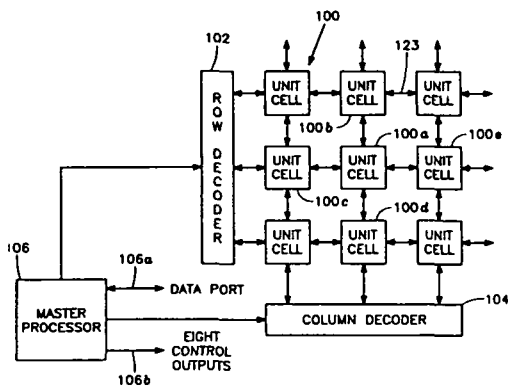 102
100
123
ROW DECODER
UNIT CELL
UNIT CELL
UNIT CELL
100b
100a
100e
UNIT CELL
UNIT CELL
UNIT CELL
100c
100d
UNIT CELL
UNIT CELL
UNIT CELL
106
106a
DATA PORT
MASTER PROCESSOR
104
COLUMN DECODER
EIGHT CONTROL OUTPUTS
106b